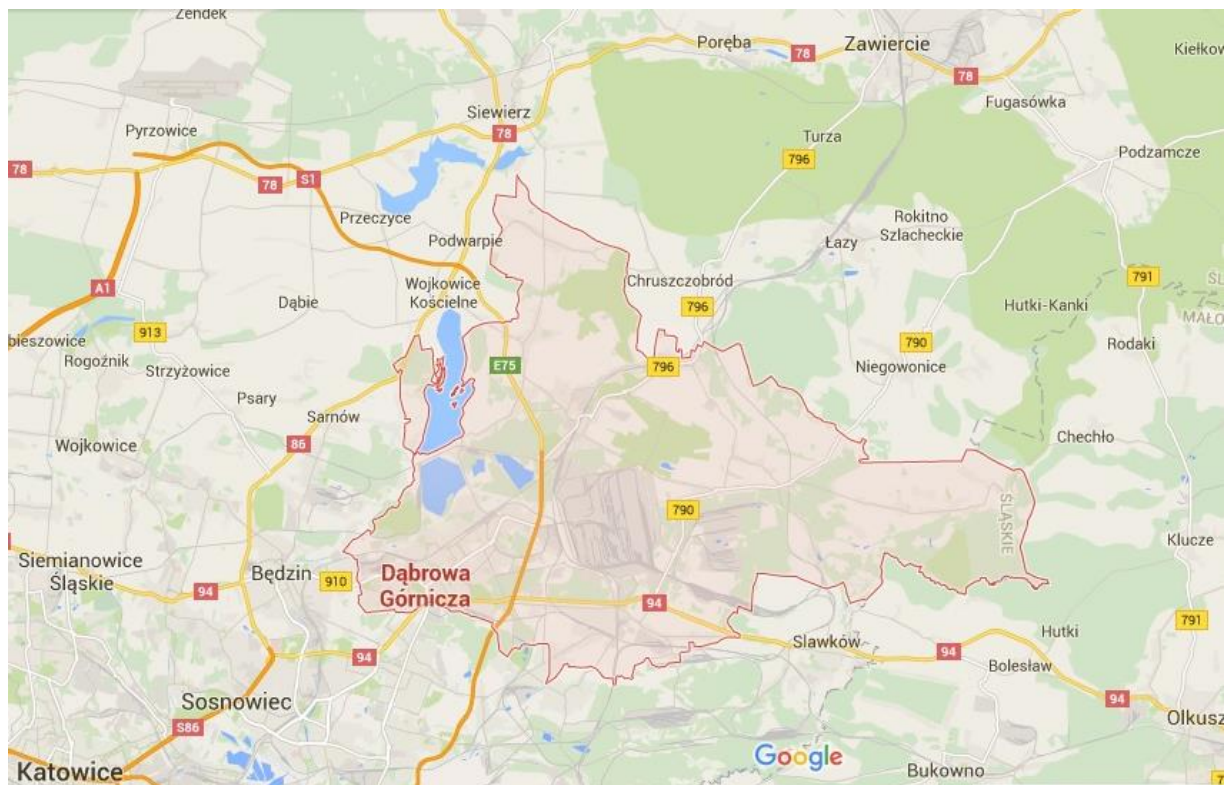 Zendek
Poręba
Zawiercie
78
78
Kiełkow
Fugasówka
Siewierz
78
Pyrzowice
Turza
796
Podzamcze
78
78
S1
Przeczyce
Podwarpie
Rokitno
Szlacheckie
Łazy
Wojkowice
Kościelne
Chruszczobród
791
A1
Dąbie
796
Hutki-Kanki
MAŁO
913
bieszowice
Rogoźnik
Strzyżowice
E75
796
790
Niegowonice
Rodaki
Psary
Sarnów
86
Wojkowice
Chechło
790
ŚLĄSKIE
Klucze
Siemianowice
Śląskie
94
Będzin
910
Dąbrowa
Górnicza
94
791
Hutki
94
Slawków
94
Bolesław
Sosnowiec
94
Olkusz
S86
Google
Katowice
Bukowno